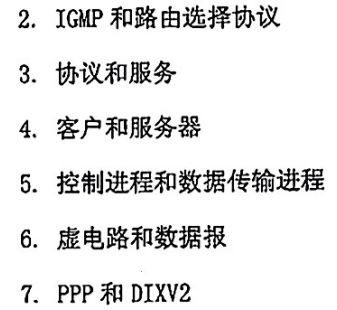 2. IGMP 和路由选择协议
3. 协议和服务
4. 客户和服务器
5. 控制进程和数据传输进程
6. 虚电路和数据报
7. PPP 和 DIXV2